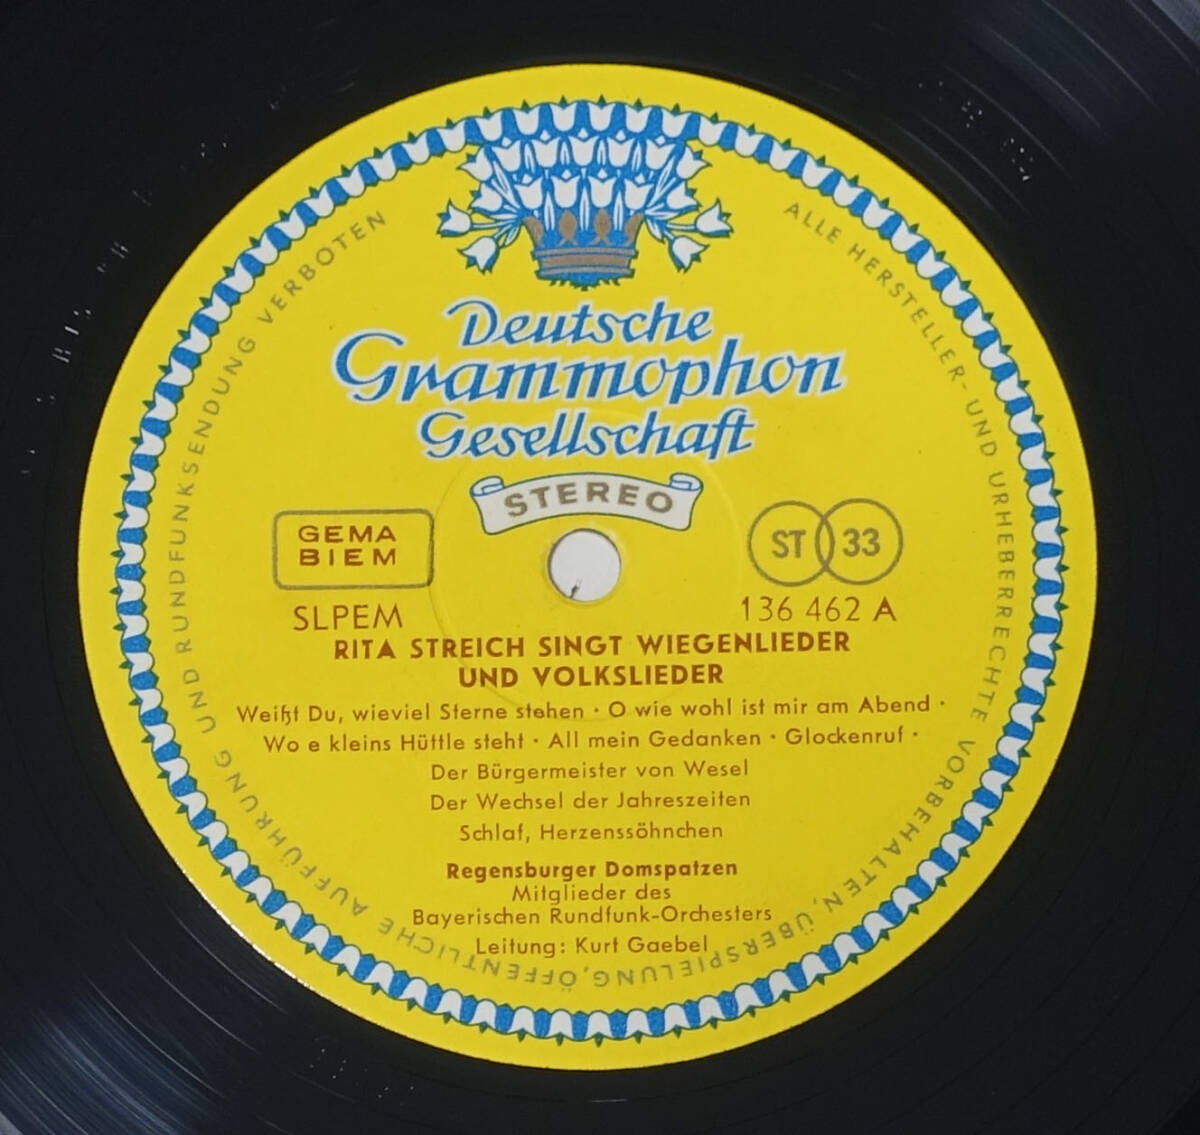 Deutsche
Grammophon
Gesellschaft
STEREO
GEMA
BIEM
ST 33
SLPEM
136 462 A
RITA STREICH SINGT WIEGENLIEDER
UND VOLKSLIEDER
Weißt Du, wieviel Sterne stehen · O wie wohl ist mir am Abend ·
Wo e kleins Hüttle steht · All mein Gedanken · Glockenruf ·
Der Bürgermeister von Wesel
Der Wechsel der Jahreszeiten
Schlaf, Herzenssöhnchen
Regensburger Domspatzen
Mitglieder des
Bayerischen Rundfunk-Orchesters
Leitung: Kurt Gaebel
ALLE HERSTELLER- UND URHEBERRECHTE VORBEHALTEN, ÜBERSPIELUNG, ÖFFENTLICHE AUFFÜHRUNG UND RUNDFUNKSENDUNG VERBOTEN